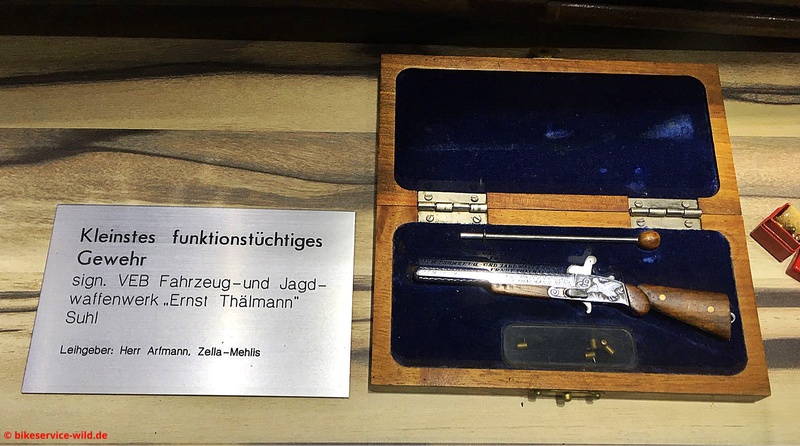 Kleinstes funktionstüchtiges
Gewehr
sign. VEB Fahrzeug-und Jagd-
waffenwerk „Ernst Thälmann"
Suhl
Leihgeber: Herr Arfmann, Zella-Mehlis
© bikeservice-wild.de